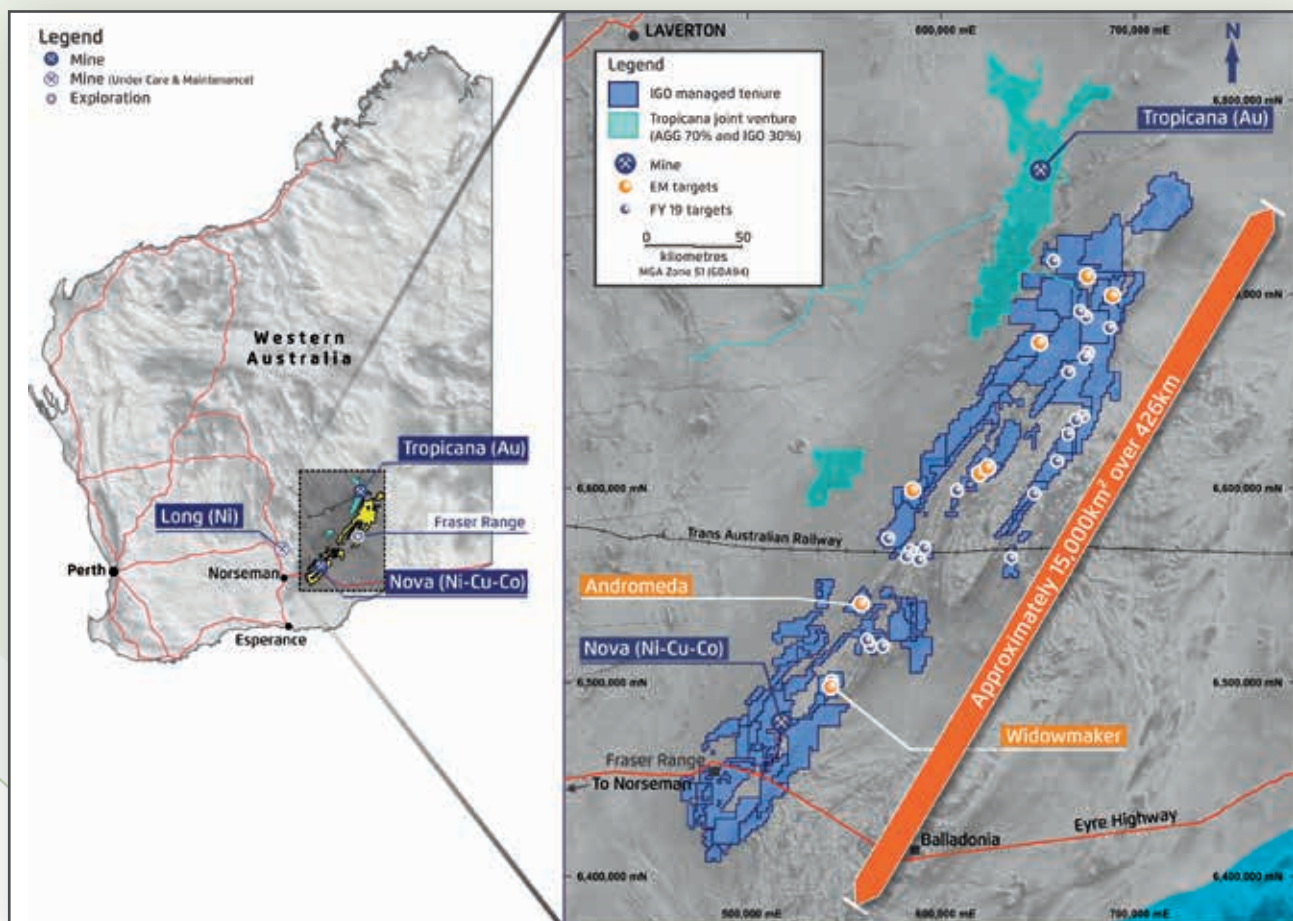 Legend
Mine
Mine (Under Care & Maintenance)
Exploration
Western
Australia
Tropicana (Au)
Long (Ni)
Fraser Range
Perth
Norseman
Nova (Ni-Cu-Co)
Esperance
LAVERTON
600,000 mE
700,000 mE
N
Legend
IGO managed tenure
Tropicana joint venture
(AGG 70% and IGO 30%)
Mine
EM targets
FY 19 targets
0 50
kilometres
MGA Zone 51 (GDA94)
6,800,000 mN
Tropicana (Au)
,000 mN
6,600,000 mN
6,600,000 mN
Trans Australian Railway
Approximately 15,000km² over 426km
Andromeda
Nova (Ni-Cu-Co)
6,500,000 mN
6,500,000 mN
Widowmaker
Fraser Range
To Norseman
Eyre Highway
Balladonia
6,400,000 mN
6,400,000 mN
500,000 mE
600,000 mE
700,000 mE